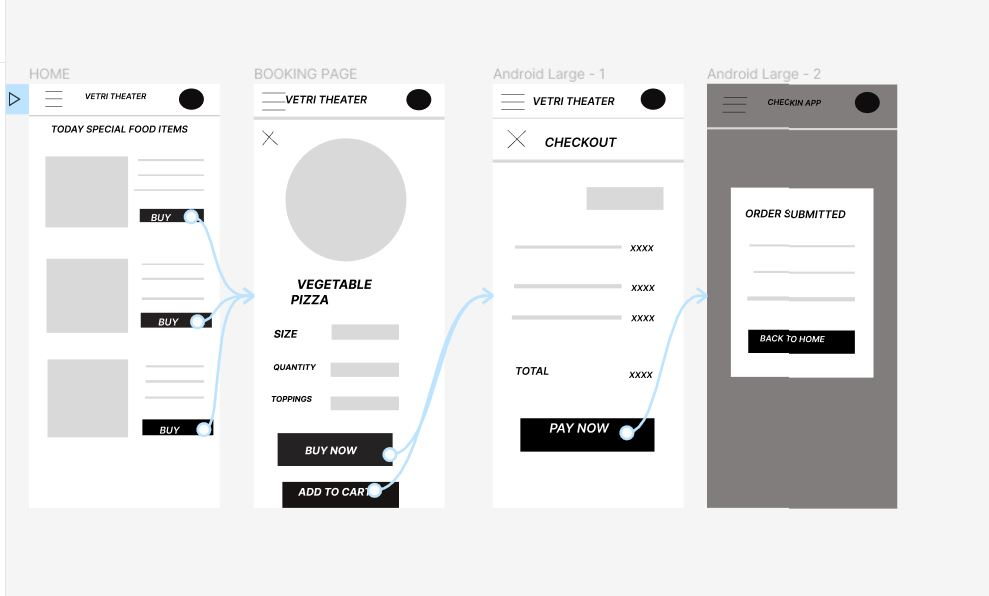 HOME
VETRI THEATER
TODAY SPECIAL FOOD ITEMS
BUY
BUY
BUY
BOOKING PAGE
VETRI THEATER
VEGETABLE
PIZZA
SIZE
QUANTITY
TOPPINGS
BUY NOW
ADD TO CART
Android Large - 1
VETRI THEATER
CHECKOUT
XXXX
XXXX
XXXX
TOTAL
XXXX
PAY NOW
Android Large - 2
CHECKIN APP
ORDER SUBMITTED
BACK TO HOME